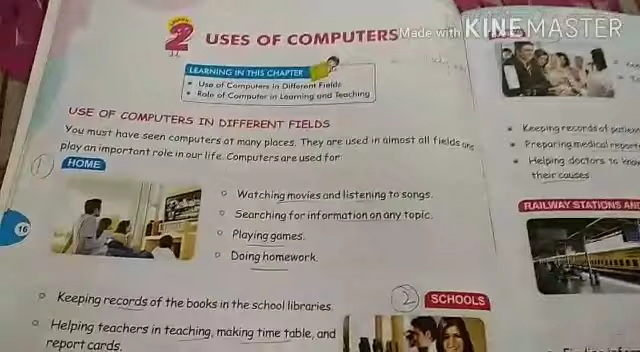 2
USES OF COMPUTERS
Made with KINEMASTER
LEARNING IN THIS CHAPTER
• Use of Computers in Different Fields
• Role of Computer in Learning and Teaching
USE OF COMPUTERS IN DIFFERENT FIELDS
You must have seen computers at many places. They are used in almost all fields and
play an important role in our life. Computers are used for:
1 HOME
Watching movies and listening to songs.
Searching for information on any topic.
Playing games.
Doing homework.
16
2 SCHOOLS
Keeping records of the books in the school libraries
Helping teachers in teaching, making time table, and
report cards.
Keeping records of patien
Preparing medical report
Helping doctors to
their causes
RAILWAY STATIONS AND